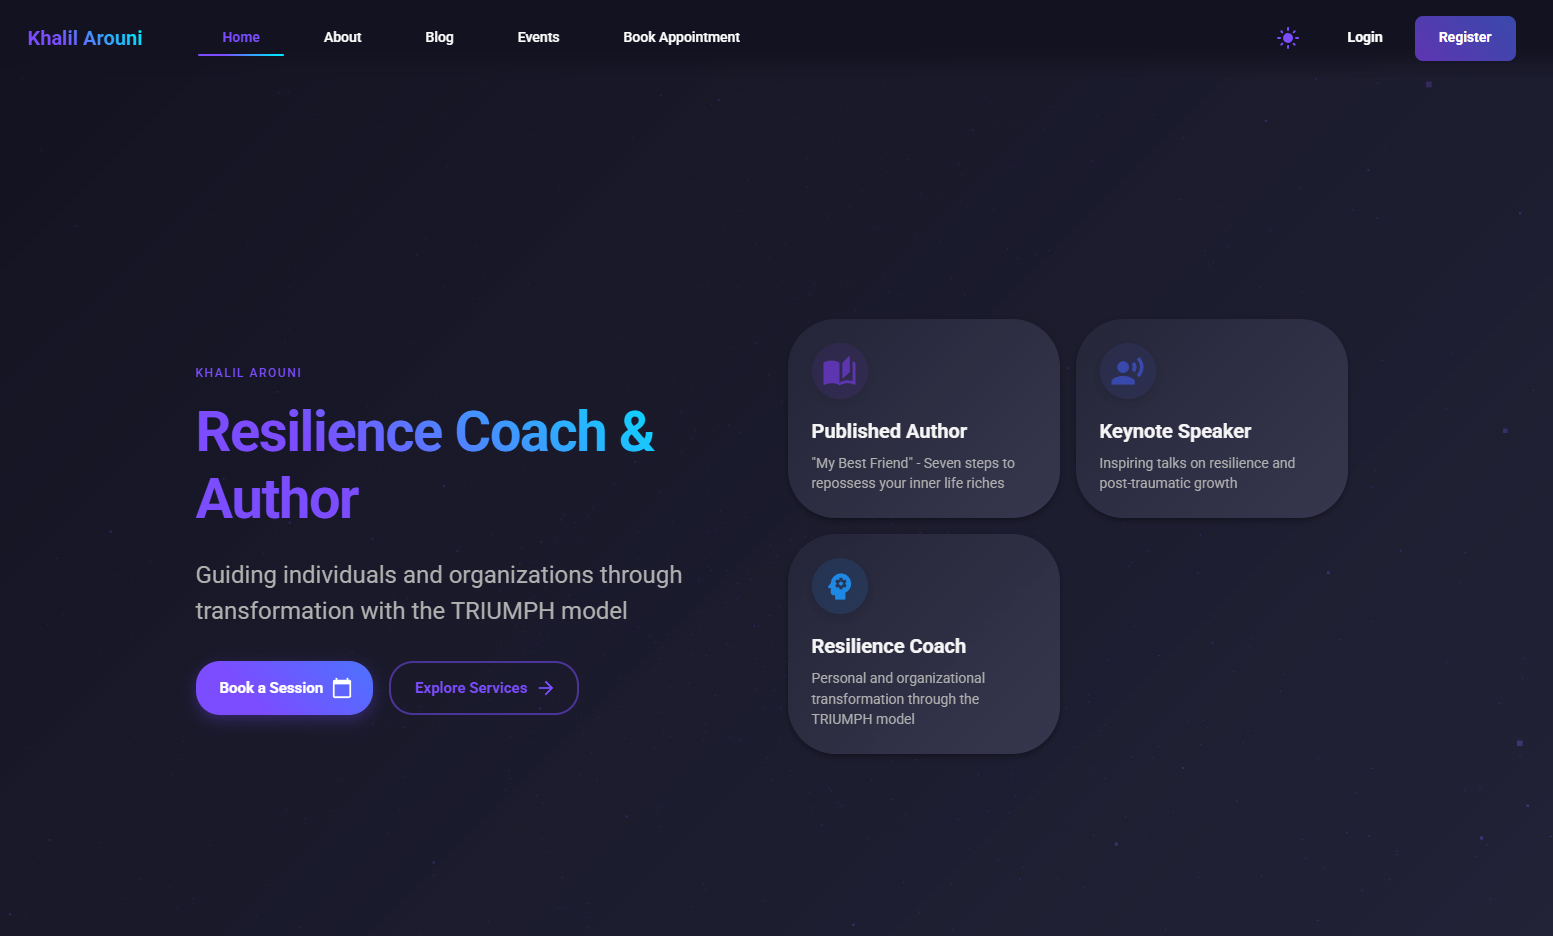 Khalil Arouni
Home
About
Blog
Events
Book Appointment
Login
Register
KHALIL AROUNI
Resilience Coach &
Author
Guiding individuals and organizations through
transformation with the TRIUMPH model
Book a Session
Explore Services
Published Author
"My Best Friend" - Seven steps to
repossess your inner life riches
Keynote Speaker
Inspiring talks on resilience and
post-traumatic growth
Resilience Coach
Personal and organizational
transformation through the
TRIUMPH model